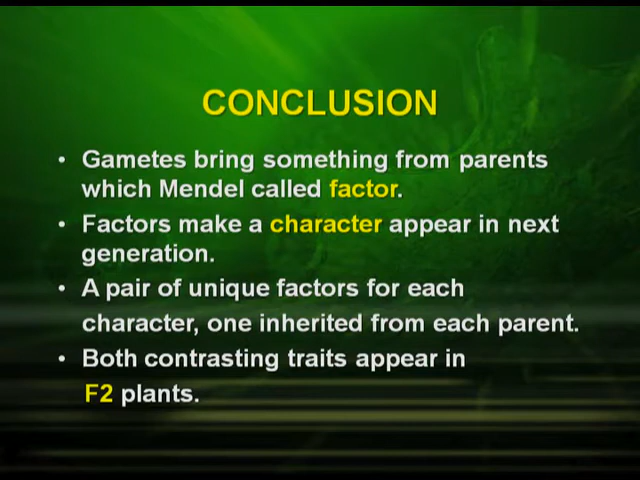 CONCLUSION
• Gametes bring something from parents
which Mendel called factor.
• Factors make a character appear in next
generation.
• A pair of unique factors for each
character, one inherited from each parent.
• Both contrasting traits appear in
F2 plants.